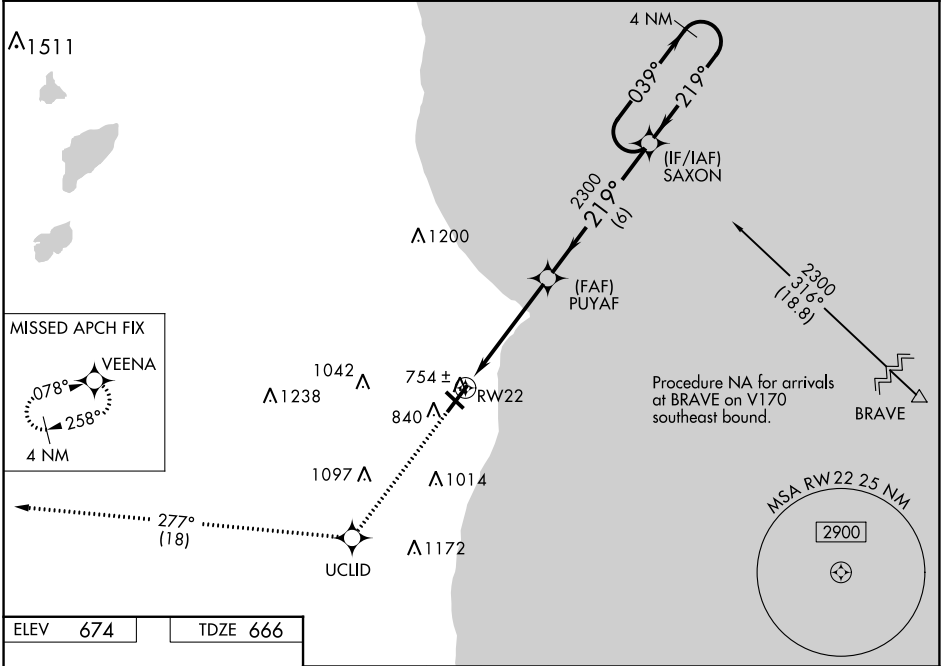 1511
4 NM
039°
219°
(IF/IAF)
SAXON
2300
219°
(6)
1200
(FAF)
PUYAF
2300
316°
(18.8)
MISSED APCH FIX
VEENA
078°
258°
4 NM
1042
754 ±
RW22
1238
840
Procedure NA for arrivals
at BRAVE on V170
southeast bound.
BRAVE
1097
1014
MSA RW 22 25 NM
2900
277°
(18)
1172
UCLID
ELEV 674
TDZE 666